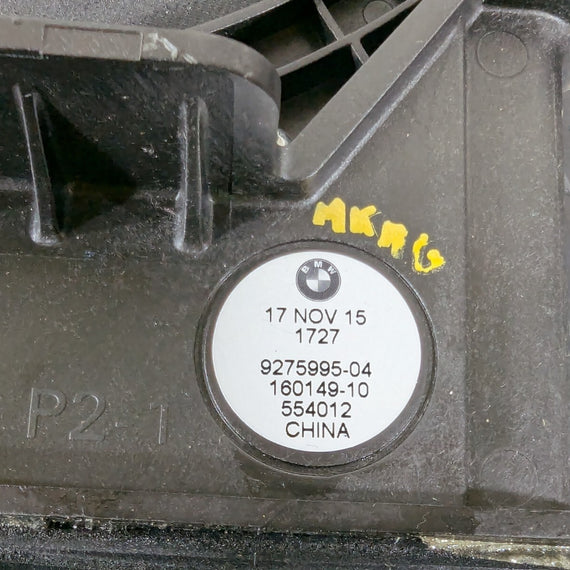 MKMG
BMW
17 NOV 15
1727
9275995-04
160149-10
554012
CHINA
P2-1